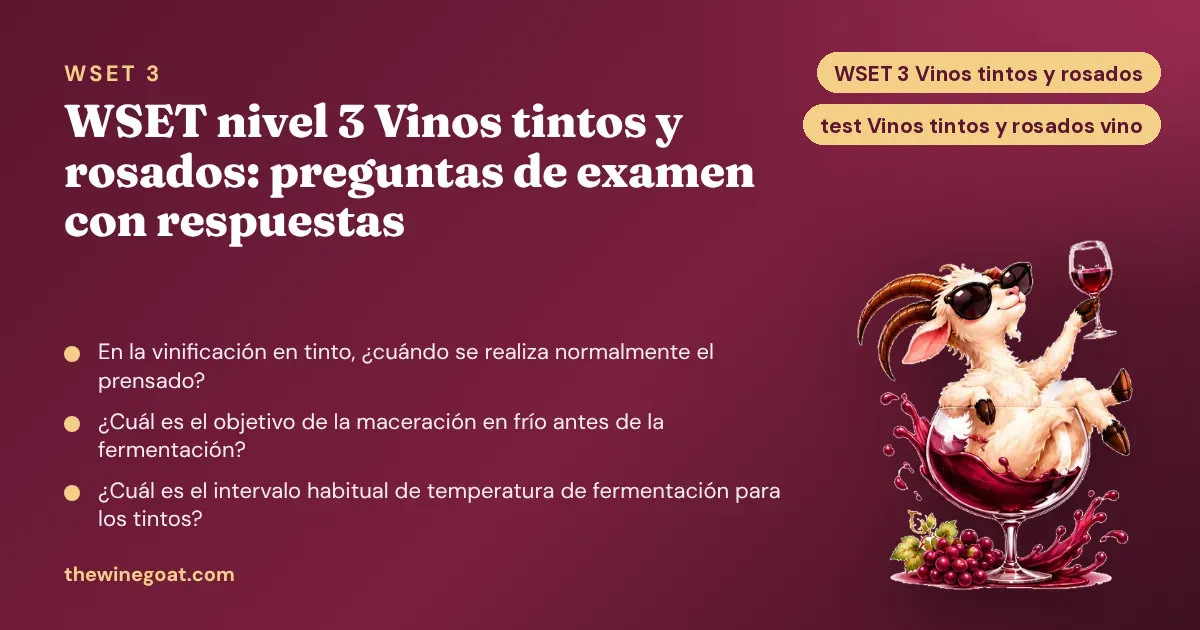 WSET 3
WSET nivel 3 Vinos tintos y
rosados: preguntas de examen
con respuestas
WSET 3 Vinos tintos y rosados
test Vinos tintos y rosados vino
En la vinificación en tinto, ¿cuándo se realiza normalmente el
prensado?
¿Cuál es el objetivo de la maceración en frío antes de la
fermentación?
¿Cuál es el intervalo habitual de temperatura de fermentación para
los tintos?
thewinegoat.com